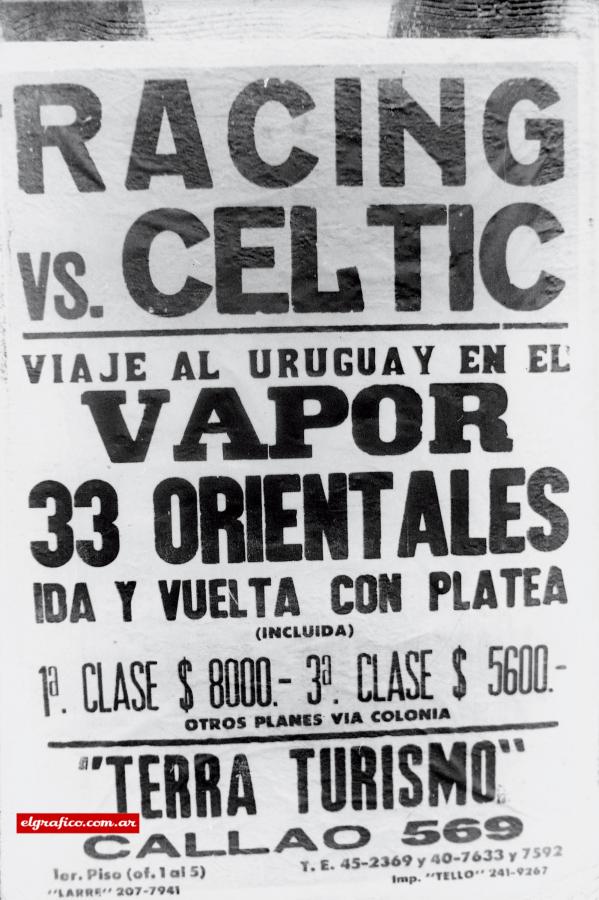 RACING
VS. CELTIC
VIAJE AL URUGUAY EN EL
VAPOR
33 ORIENTALES
IDA Y VUELTA CON PLATEA
(INCLUIDA)
1ª. CLASE $ 8000.- 3ª. CLASE $ 5600.-
OTROS PLANES VIA COLONIA
"TERRA TURISMO"
elgrafico.com.ar
CALLAO 569
1er. Piso (of. 1 al 5)
T. E. 45-2369 y 40-7633 y 7592
"LARRE" 207-7941
Imp. "TELLO" 241-9267